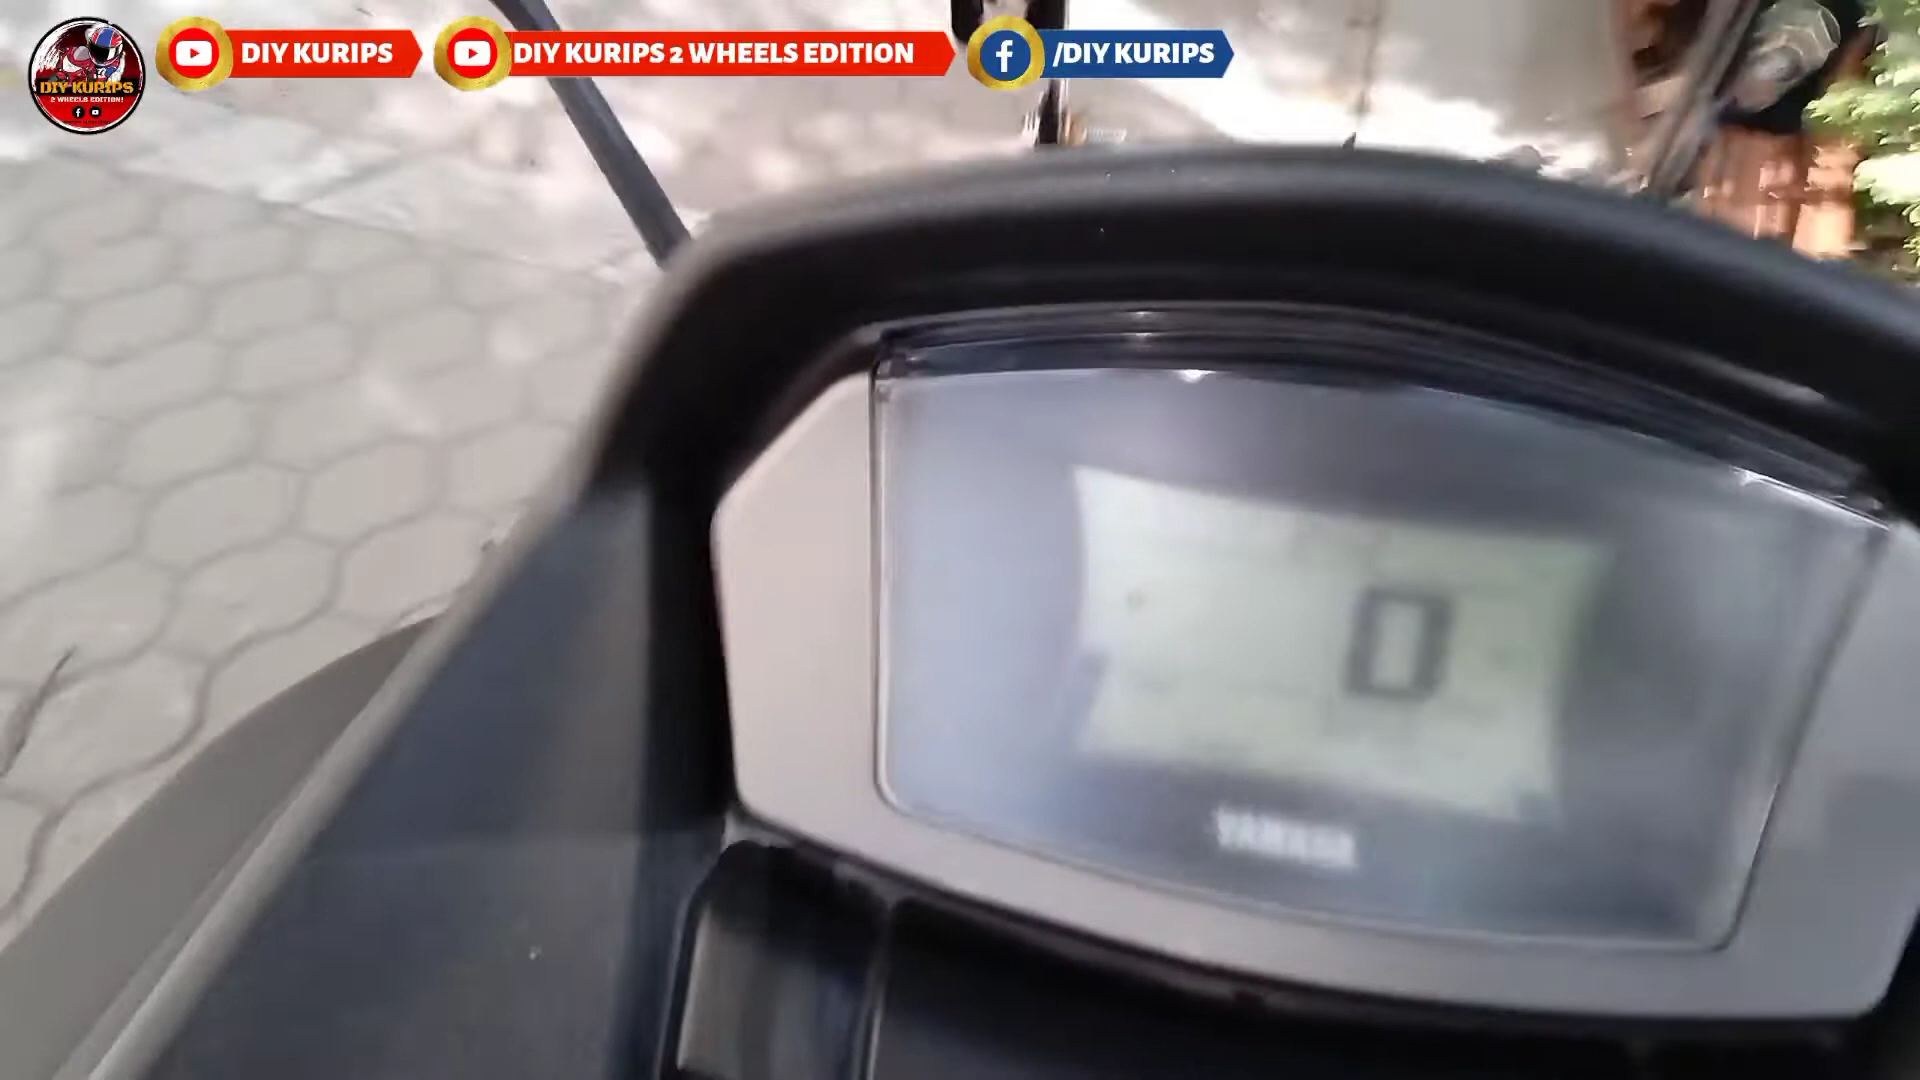 DIY KURIPS
DIY KURIPS 2 WHEELS EDITION
/DIY KURIPS
DIY KURIPS
2 WHEELS EDITION!
0
YAMAHA